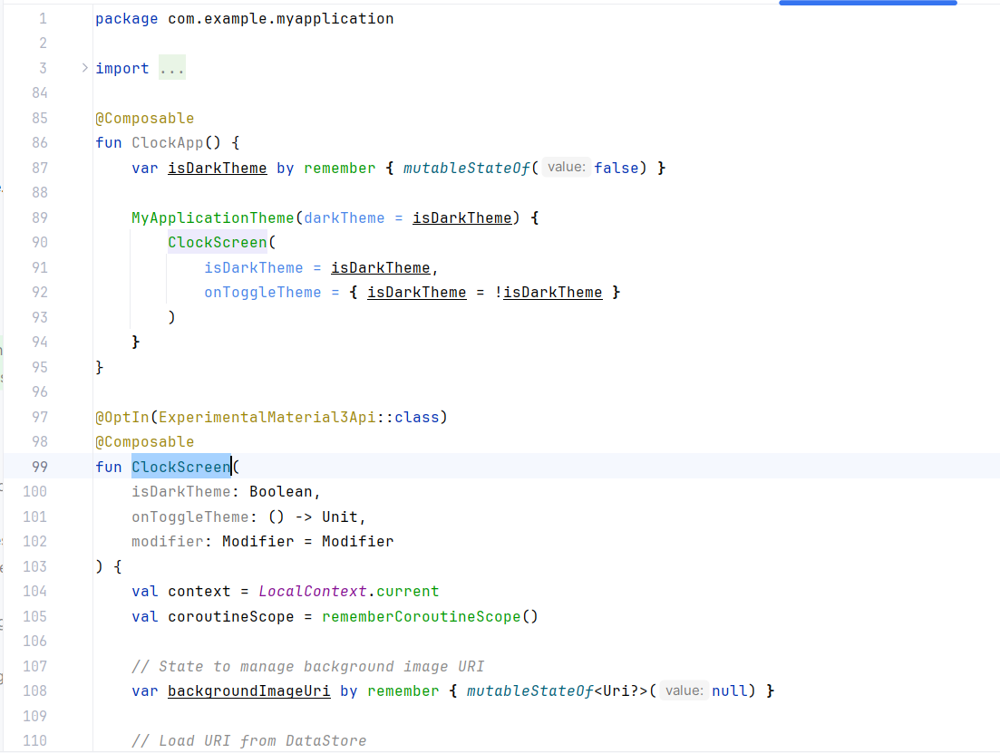 1 package com.example.myapplication
2
3 import ...
84
85 @Composable
86 fun ClockApp() {
87 var isDarkTheme by remember { mutableStateOf( value: false) }
88
89 MyApplicationTheme(darkTheme = isDarkTheme) {
90 ClockScreen(
91 isDarkTheme = isDarkTheme,
92 onToggleTheme = { isDarkTheme = !isDarkTheme }
93 )
94 }
95 }
96
97 @OptIn(ExperimentalMaterial3Api::class)
98 @Composable
99 fun ClockScreen(
100 isDarkTheme: Boolean,
101 onToggleTheme: () -> Unit,
102 modifier: Modifier = Modifier
103 ) {
104 val context = LocalContext.current
105 val coroutineScope = rememberCoroutineScope()
106
107 // State to manage background image URI
108 var backgroundImageUri by remember { mutableStateOf<Uri?>( value: null) }
109
110 // Load URI from DataStore